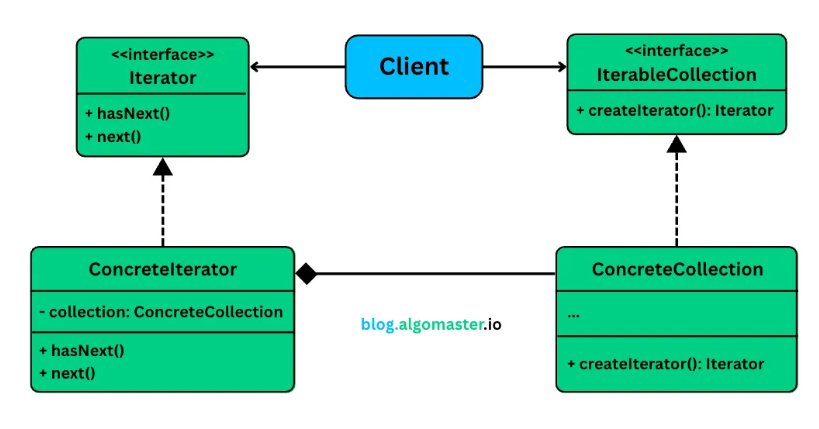 <<interface>>
Iterator
+ hasNext()
+ next()
Client
<<interface>>
IterableCollection
+ createIterator(): Iterator
ConcreteIterator
- collection: ConcreteCollection
+ hasNext()
+ next()
blog.algomaster.io
ConcreteCollection
...
+ createIterator(): Iterator